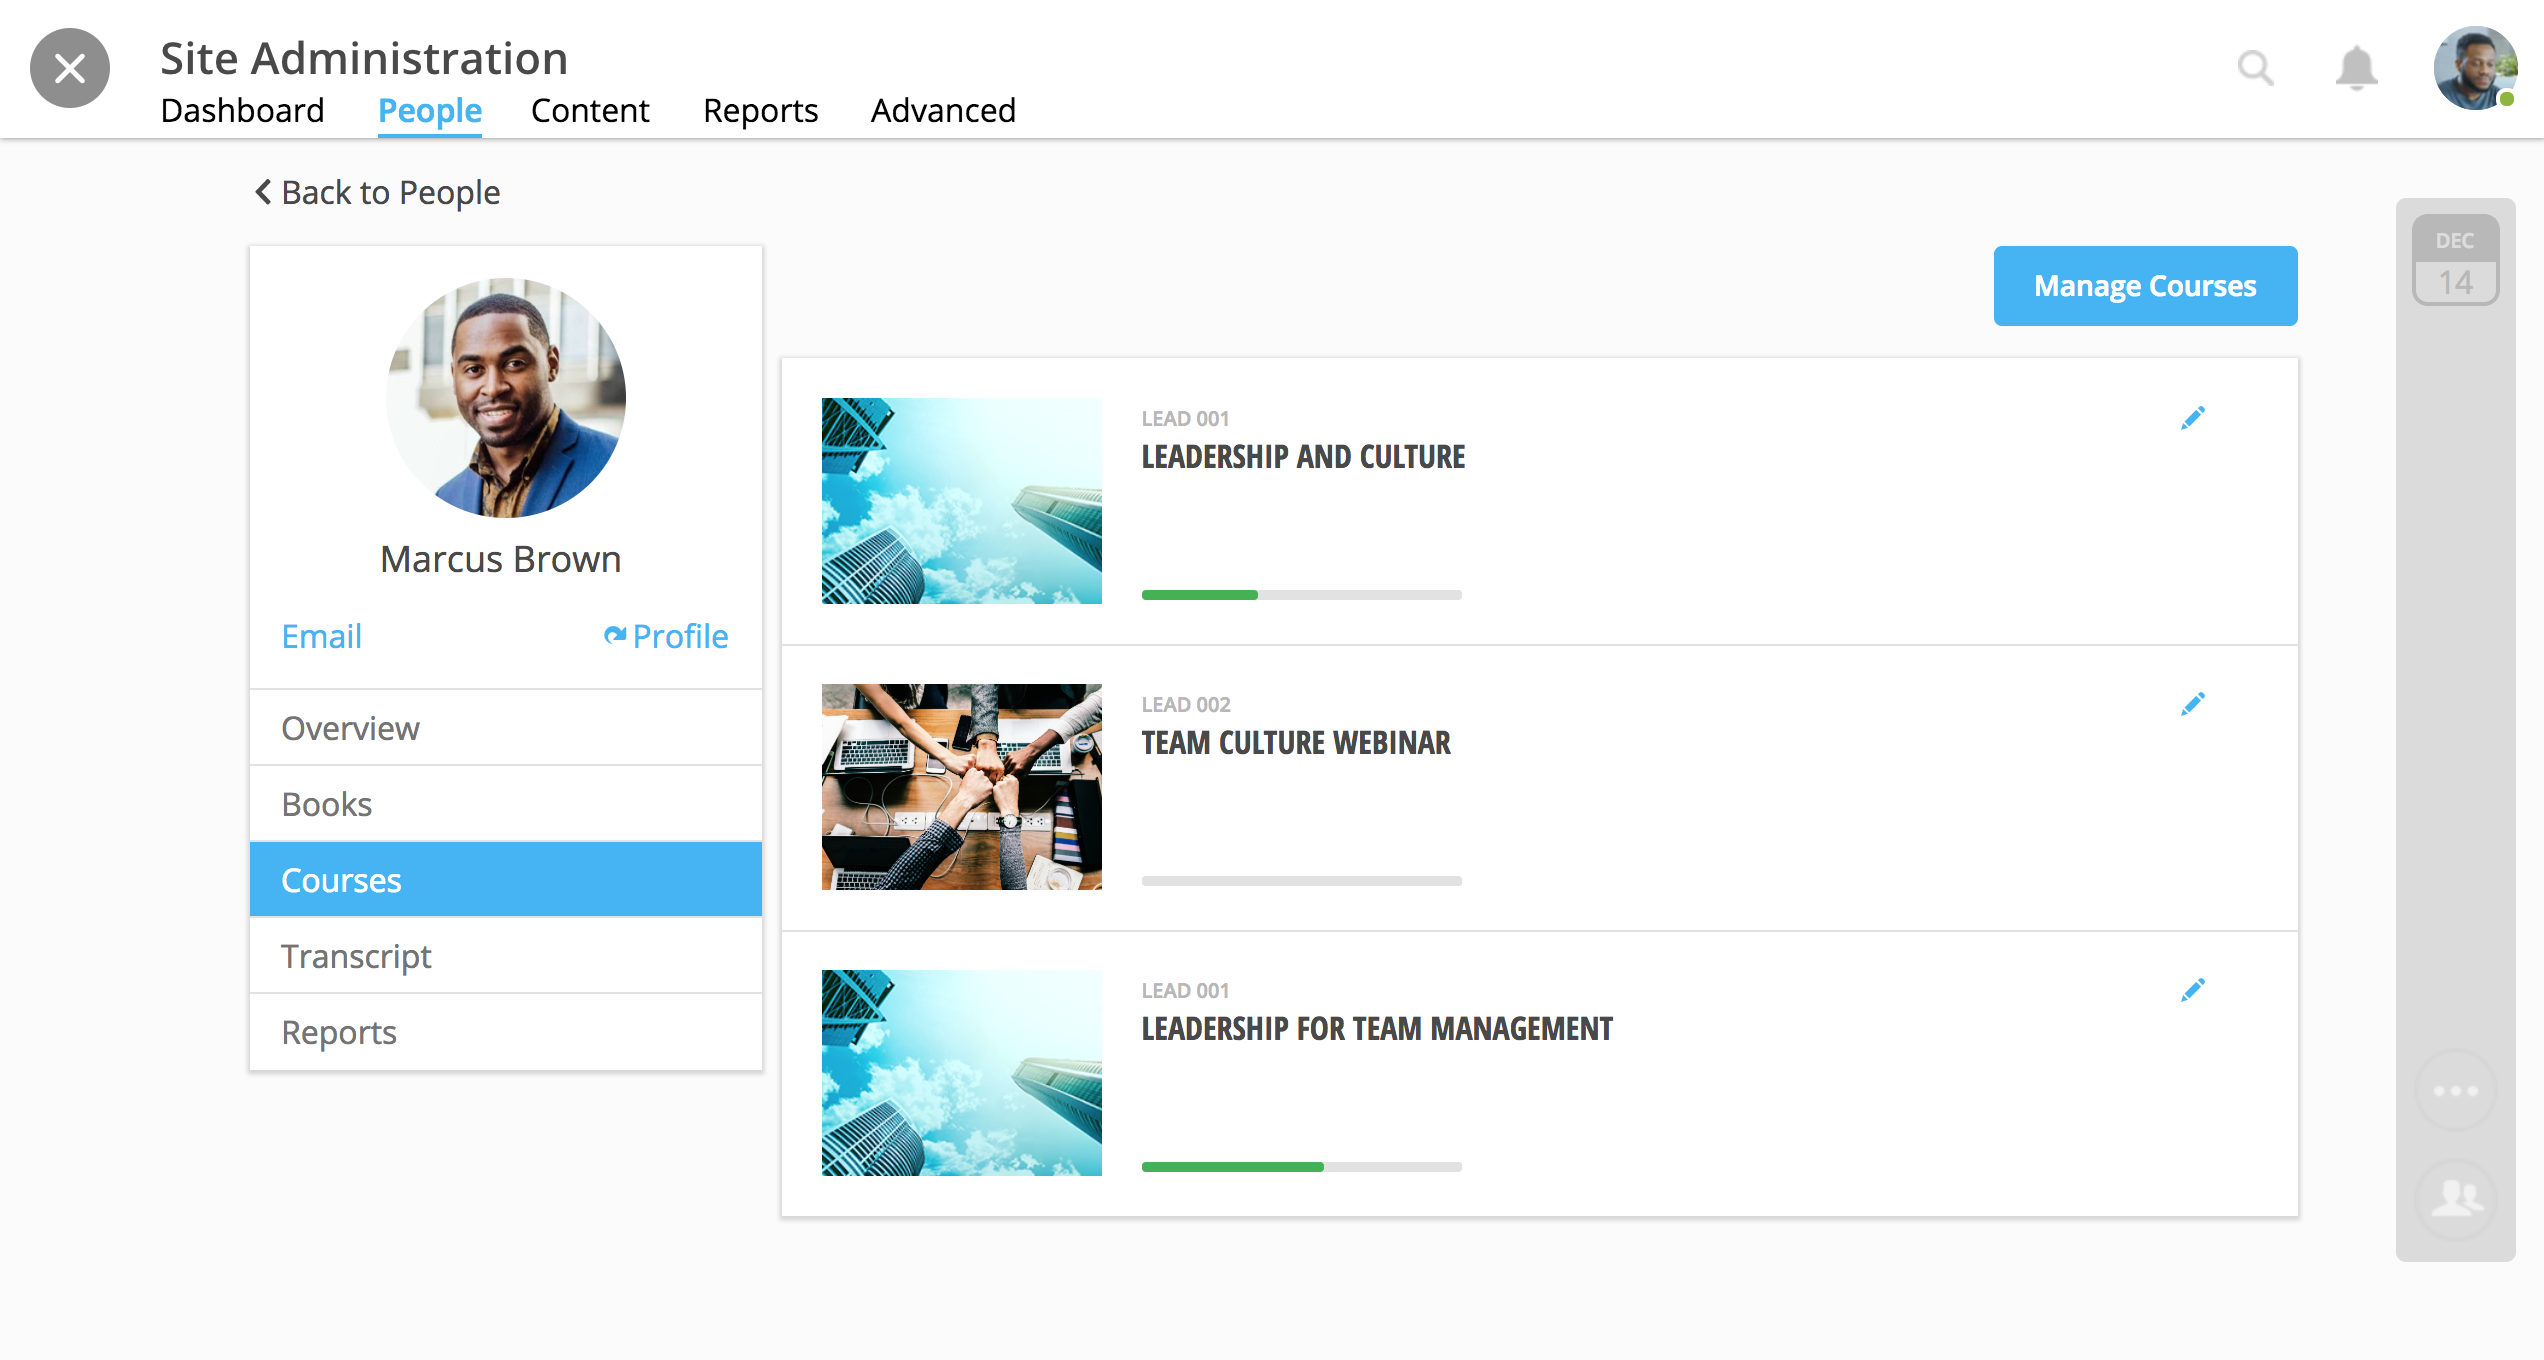 Site Administration
Dashboard People Content Reports Advanced
Back to People
DEC
14
Manage Courses
Marcus Brown
Email Profile
Overview
Books
Courses
Transcript
Reports
LEAD 001
LEADERSHIP AND CULTURE
LEAD 002
TEAM CULTURE WEBINAR
LEAD 001
LEADERSHIP FOR TEAM MANAGEMENT